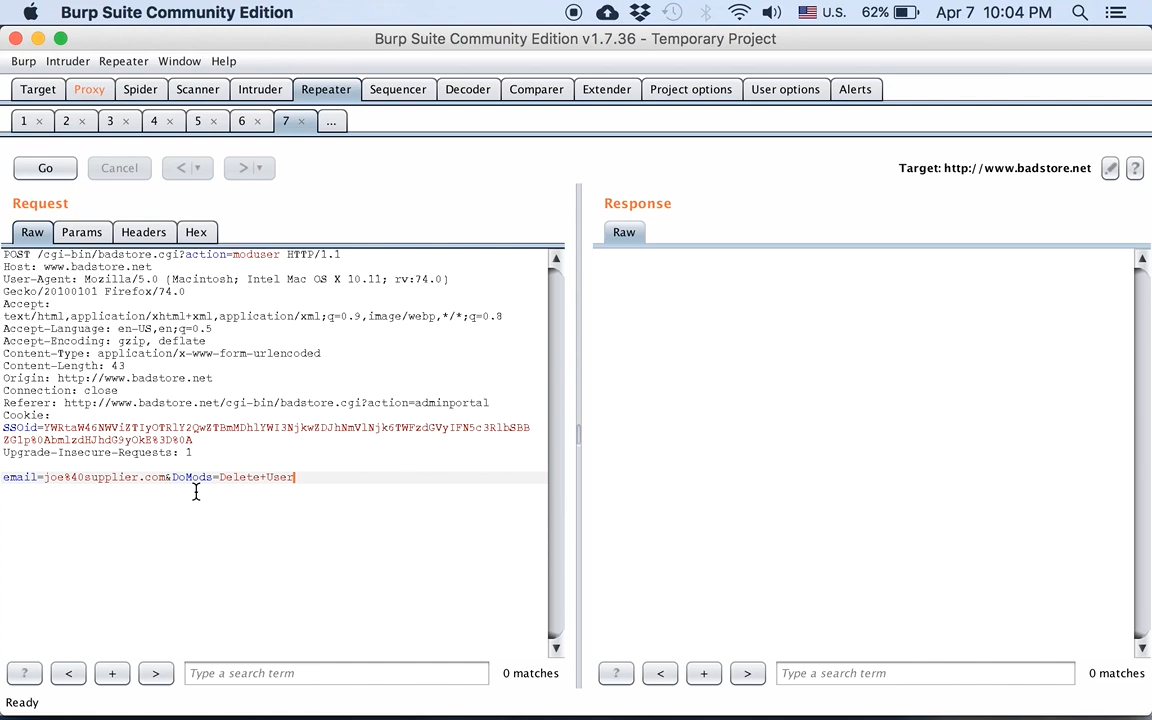 Burp Suite Community Edition U.S. 62% Apr 7 10:04 PM
Burp Suite Community Edition v1.7.36 - Temporary Project
Burp Intruder Repeater Window Help
Target Proxy Spider Scanner Intruder Repeater Sequencer Decoder Comparer Extender Project options User options Alerts
1 × 2 × 3 × 4 × 5 × 6 × 7 × ...
Go Cancel < > Target: http://www.badstore.net ?
Request Response
Raw Params Headers Hex Raw
POST /cgi-bin/badstore.cgi?action=moduser HTTP/1.1
Host: www.badstore.net
User-Agent: Mozilla/5.0 (Macintosh; Intel Mac OS X 10.11; rv:74.0)
Gecko/20100101 Firefox/74.0
Accept:
text/html,application/xhtml+xml,application/xml;q=0.9,image/webp,*/*;q=0.8
Accept-Language: en-US,en;q=0.5
Accept-Encoding: gzip, deflate
Content-Type: application/x-www-form-urlencoded
Content-Length: 43
Origin: http://www.badstore.net
Connection: close
Referer: http://www.badstore.net/cgi-bin/badstore.cgi?action=adminportal
Cookie:
Upgrade-Insecure-Requests: 1
email=joe%40supplier.com&DoMods=Delete+User
? < + > Type a search term 0 matches ? < + > Type a search term 0 matches
Ready